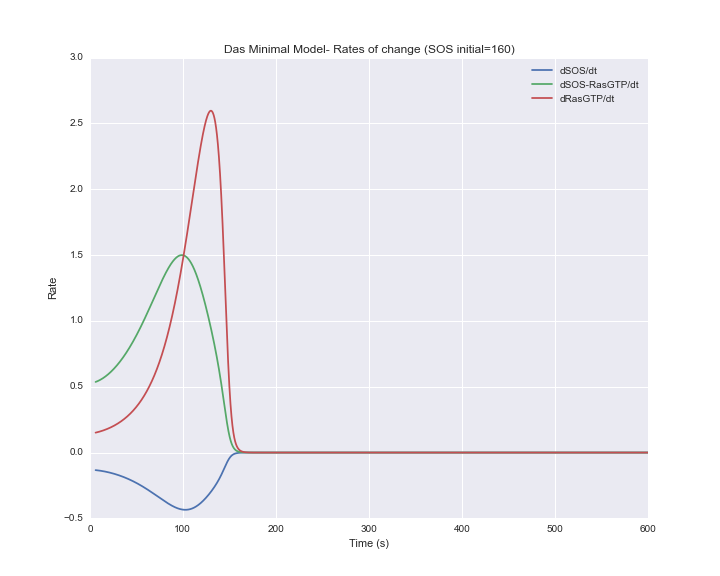 Das Minimal Model- Rates of change (SOS initial=160)
3.0
2.5
2.0
1.5
1.0
0.5
0.0
−0.5
Rate
dSOS/dt
dSOS-RasGTP/dt
dRasGTP/dt
0 100 200 300 400 500 600
Time (s)